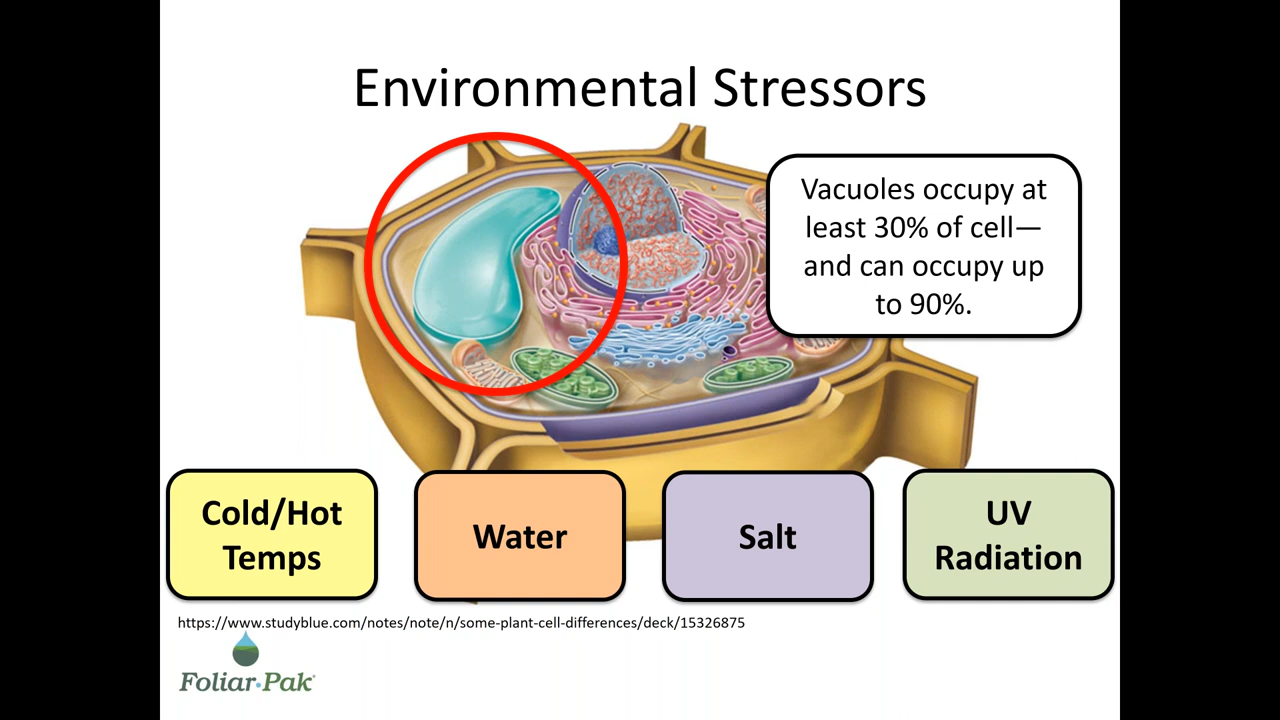 Environmental Stressors
Vacuoles occupy at
least 30% of cell—
and can occupy up
to 90%.
Cold/Hot
Temps
Water
Salt
UV
Radiation
https://www.studyblue.com/notes/note/n/some-plant-cell-differences/deck/15326875
Foliar·Pak